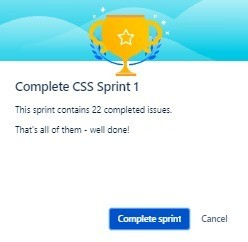 Complete CSS Sprint 1
This sprint contains 22 completed issues.
That's all of them - well done!
Complete sprint
Cancel